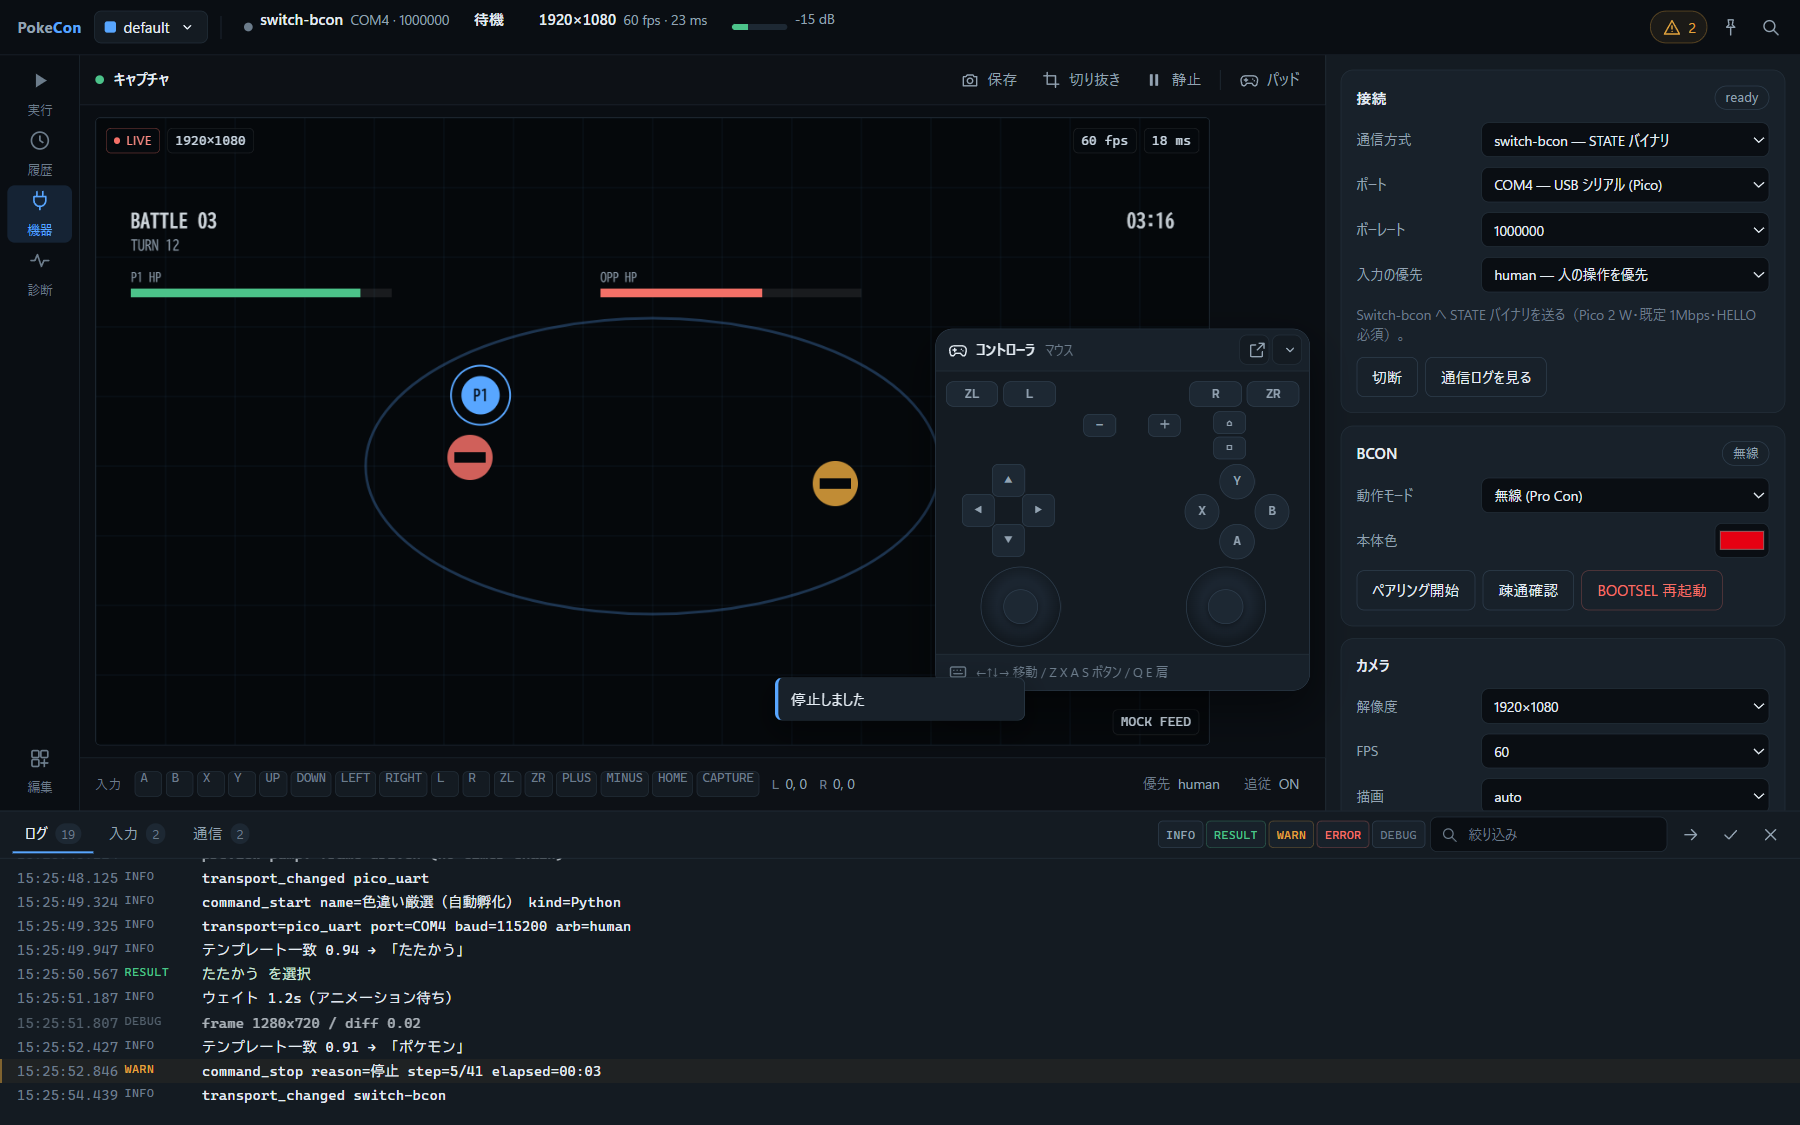 PokeCon
default
switch-bcon COM4 · 1000000
待機
1920×1080 60 fps · 23 ms
-15 dB
2
実行
履歴
機器
診断
編集
キャプチャ
保存
切り抜き
静止
パッド
LIVE
1920×1080
60 fps
18 ms
BATTLE 03
TURN 12
03:16
P1 HP
OPP HP
P1
MOCK FEED
コントローラ マウス
ZL
L
R
ZR
−
+
Y
X
B
A
←↑↓→ 移動 / Z X A S ボタン / Q E 肩
停止しました
入力
A
B
X
Y
UP
DOWN
LEFT
RIGHT
L
R
ZL
ZR
PLUS
MINUS
HOME
CAPTURE
L 0, 0 R 0, 0
優先 human
追従 ON
接続
ready
通信方式
switch-bcon — STATE バイナリ
ポート
COM4 — USB シリアル (Pico)
ボーレート
1000000
入力の優先
human — 人の操作を優先
Switch-bcon へ STATE バイナリを送る（Pico 2 W・既定 1Mbps・HELLO
必須）。
切断
通信ログを見る
BCON
無線
動作モード
無線 (Pro Con)
本体色
ペアリング開始
疎通確認
BOOTSEL 再起動
カメラ
解像度
1920×1080
FPS
60
描画
auto
ログ 19
入力 2
通信 2
INFO
RESULT
WARN
ERROR
DEBUG
絞り込み
15:25:48.125 INFO transport_changed pico_uart
15:25:49.324 INFO command_start name=色違い厳選（自動孵化） kind=Python
15:25:49.325 INFO transport=pico_uart port=COM4 baud=115200 arb=human
15:25:49.947 INFO テンプレート一致 0.94 → 「たたかう」
15:25:50.567 RESULT たたかう を選択
15:25:51.187 INFO ウェイト 1.2s（アニメーション待ち）
15:25:51.807 DEBUG frame 1280x720 / diff 0.02
15:25:52.427 INFO テンプレート一致 0.91 → 「ポケモン」
15:25:52.846 WARN command_stop reason=停止 step=5/41 elapsed=00:03
15:25:54.439 INFO transport_changed switch-bcon